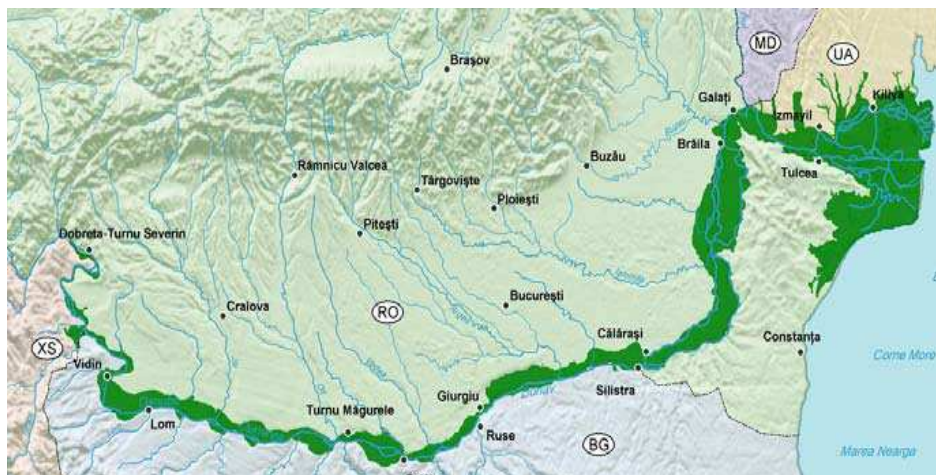 MD
UA
Brașov
Galați
Kiliya
Izmayil
Brăila
Buzău
Râmnicu Valcea
Tulcea
Târgoviște
Ploiești
Pitești
Dobreta-Turnu Severin
București
Craiova
RO
Călărași
Constanța
XS
Vidin
Silistra
Giurgiu
Turnu Măgurele
Lom
Ruse
BG
Marea Neagra